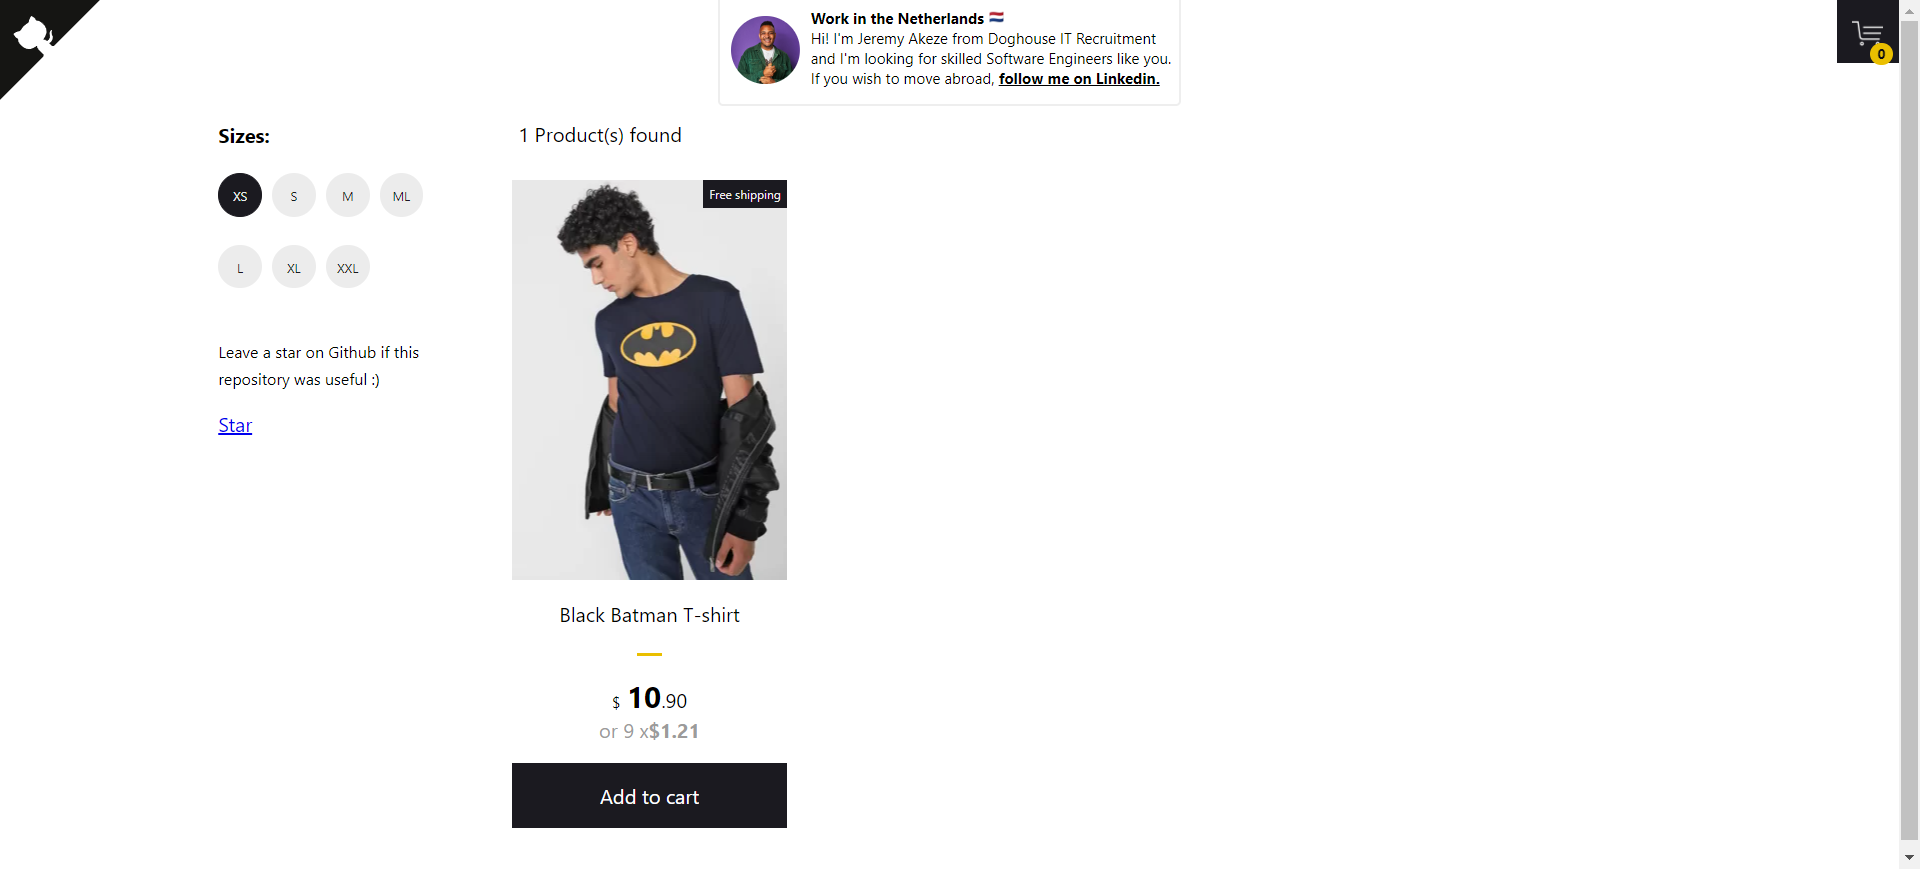 Work in the Netherlands 🇳🇱
Hi! I'm Jeremy Akeze from Doghouse IT Recruitment
and I'm looking for skilled Software Engineers like you.
If you wish to move abroad, follow me on Linkedin.
0
Sizes:
XS S M ML
L XL XXL
Leave a star on Github if this
repository was useful :)
Star
1 Product(s) found
Free shipping
Black Batman T-shirt
$ 10.90
or 9 x$1.21
Add to cart